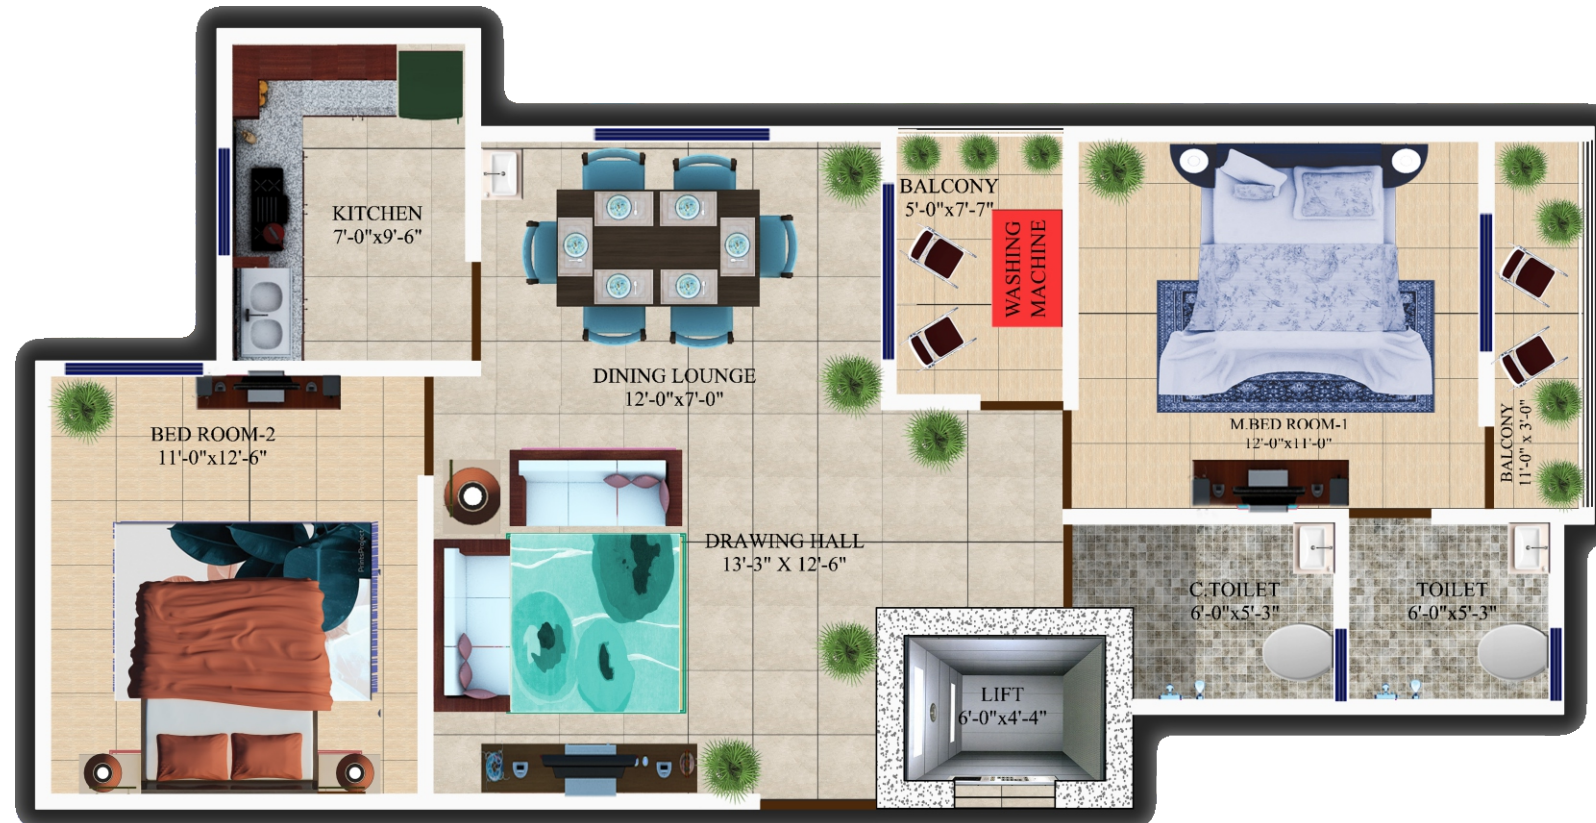 KITCHEN
7'-0"x9'-6"
BALCONY
5'-0"x7'-7"
WASHING
MACHINE
DINING LOUNGE
12'-0"x7'-0"
BED ROOM-2
11'-0"x12'-6"
M.BED ROOM-1
12'-0"x11'-0"
BALCONY
11'-0" x 3'-0"
DRAWING HALL
13'-3" X 12'-6"
PrintsProject
C.TOILET
6'-0"x5'-3"
TOILET
6'-0"x5'-3"
LIFT
6'-0"x4'-4"